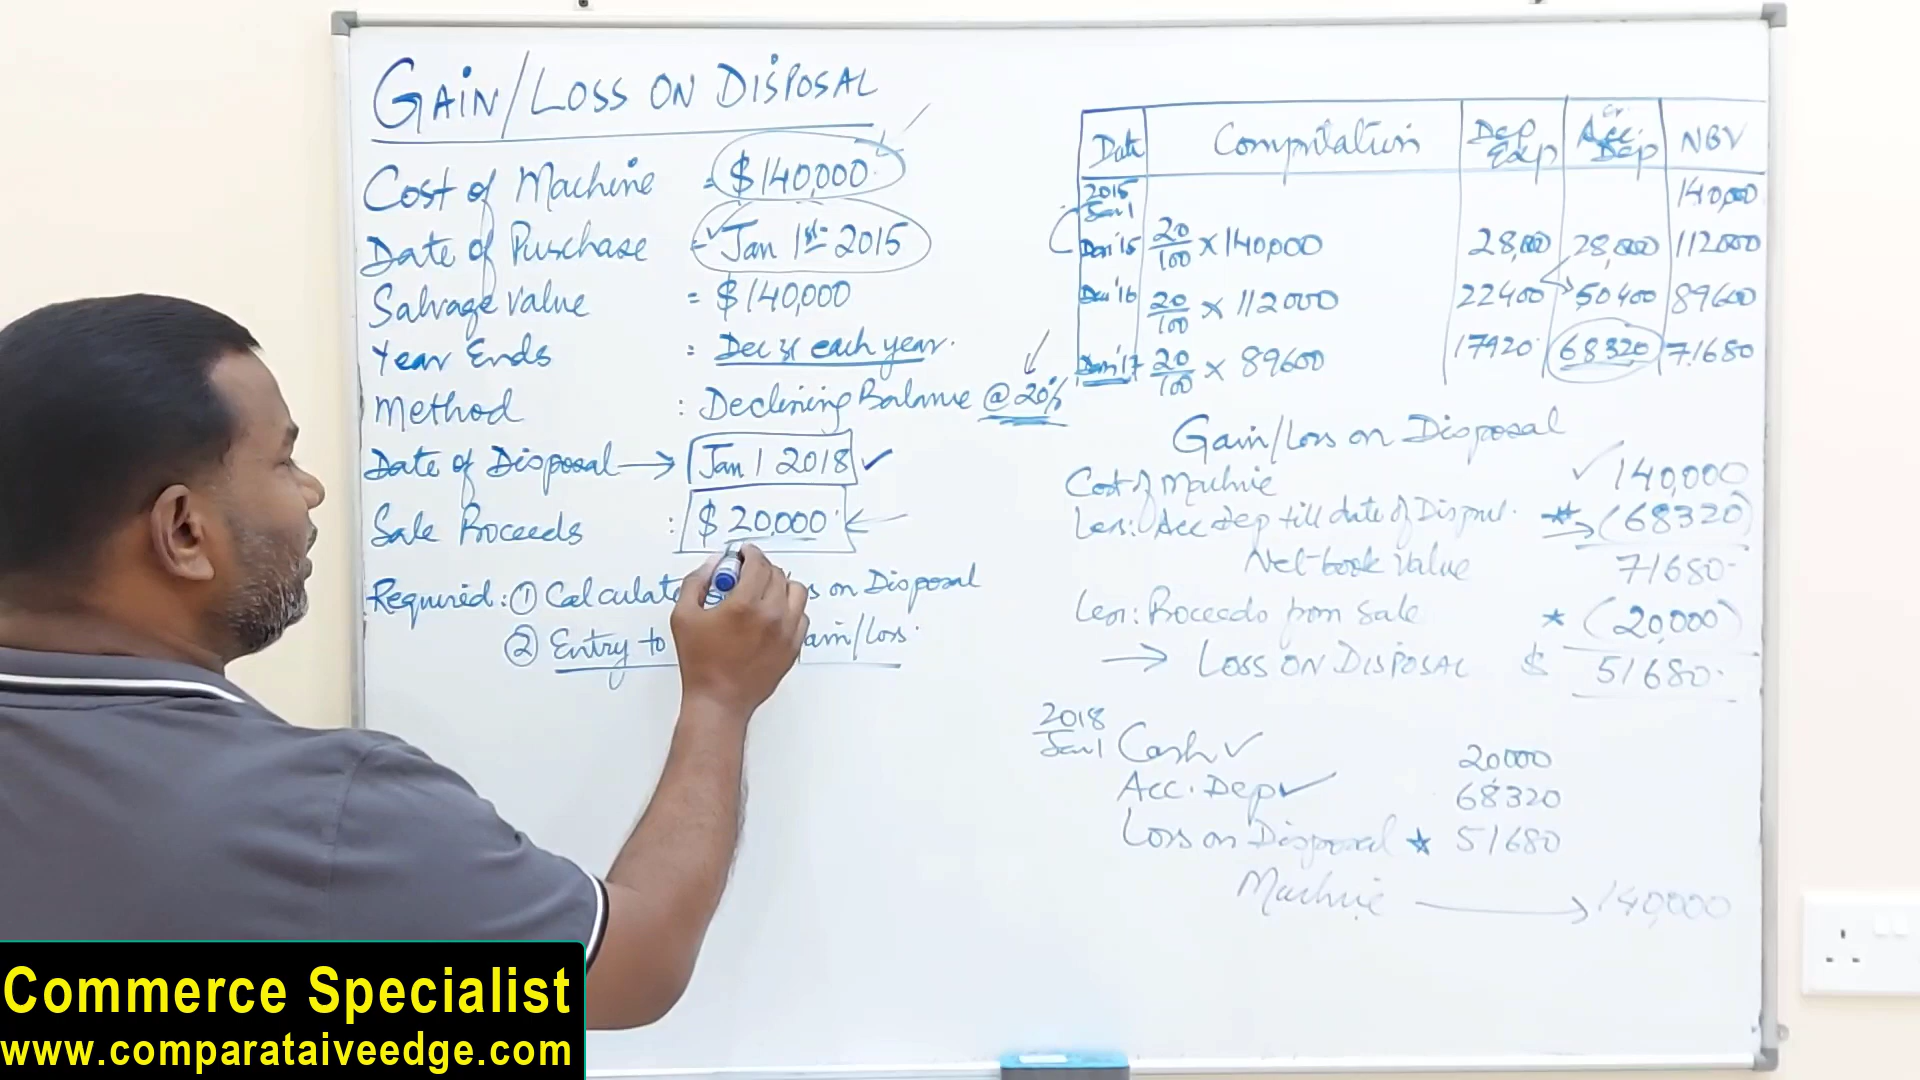 GAIN/LOSS ON DISPOSAL
Cost of Machine = $140,000
Date of Purchase = Jan 1st 2015
Salvage Value = $140,000
Year Ends = Dec 31 each year.
Method : Declining Balance @ 20%
Date of Disposal → Jan 1 2018 ✓
Sale Proceeds : $20,000
Required: ① Calculate on Disposal
② Entry to ain/Loss.
Date Computation Dep Exp Cr. Acc. Dep NBV
2015 Jan 1 140,000
Dec '15 20/100 × 140,000 28,000 28,000 112000
Dec '16 20/100 × 112000 22400 50400 89600
Dec '17 20/100 × 89600 17920 68320 71680
Gain/Loss on Disposal
Cost of Machine ✓ 140,000
Less: Acc dep till date of Disposal. (68320)
Net-book Value 71680
Less: Proceeds from Sale (20,000)
→ LOSS ON DISPOSAL $ 51680
2018 Jan 1 Cash ✓ 20000
Acc. Dep ✓ 68320
Loss on Disposal 51680
Machine → 140,000
Commerce Specialist
www.comparataiveedge.com